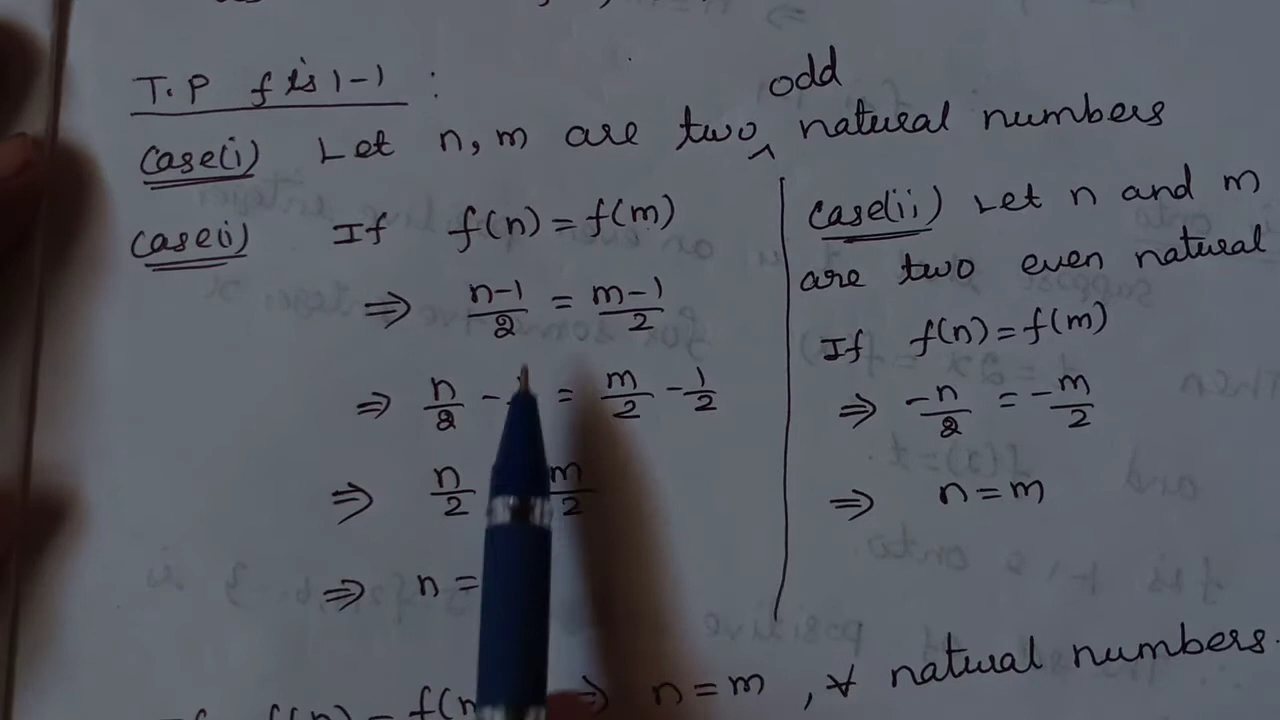 T.P f is 1-1 :
odd
Case(i) Let n, m are two ^ natural numbers
Case(i) If f(n) = f(m)
⇒ n-1/2 = m-1/2
⇒ n/2 - = m/2 - 1/2
⇒ n/2 m/2
⇒ n =
Case(ii) Let n and m
are two even natural
If f(n) = f(m)
⇒ -n/2 = -m/2
⇒ n = m
⇒ n = m , ∀ natural numbers.